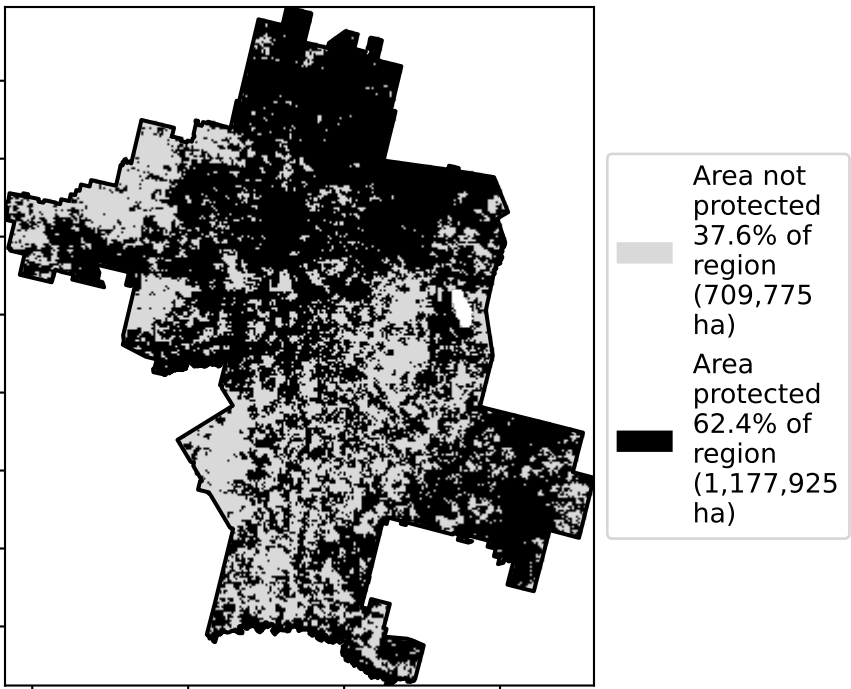 Area not
protected
37.6% of
region
(709,775
ha)
Area
protected
62.4% of
region
(1,177,925
ha)